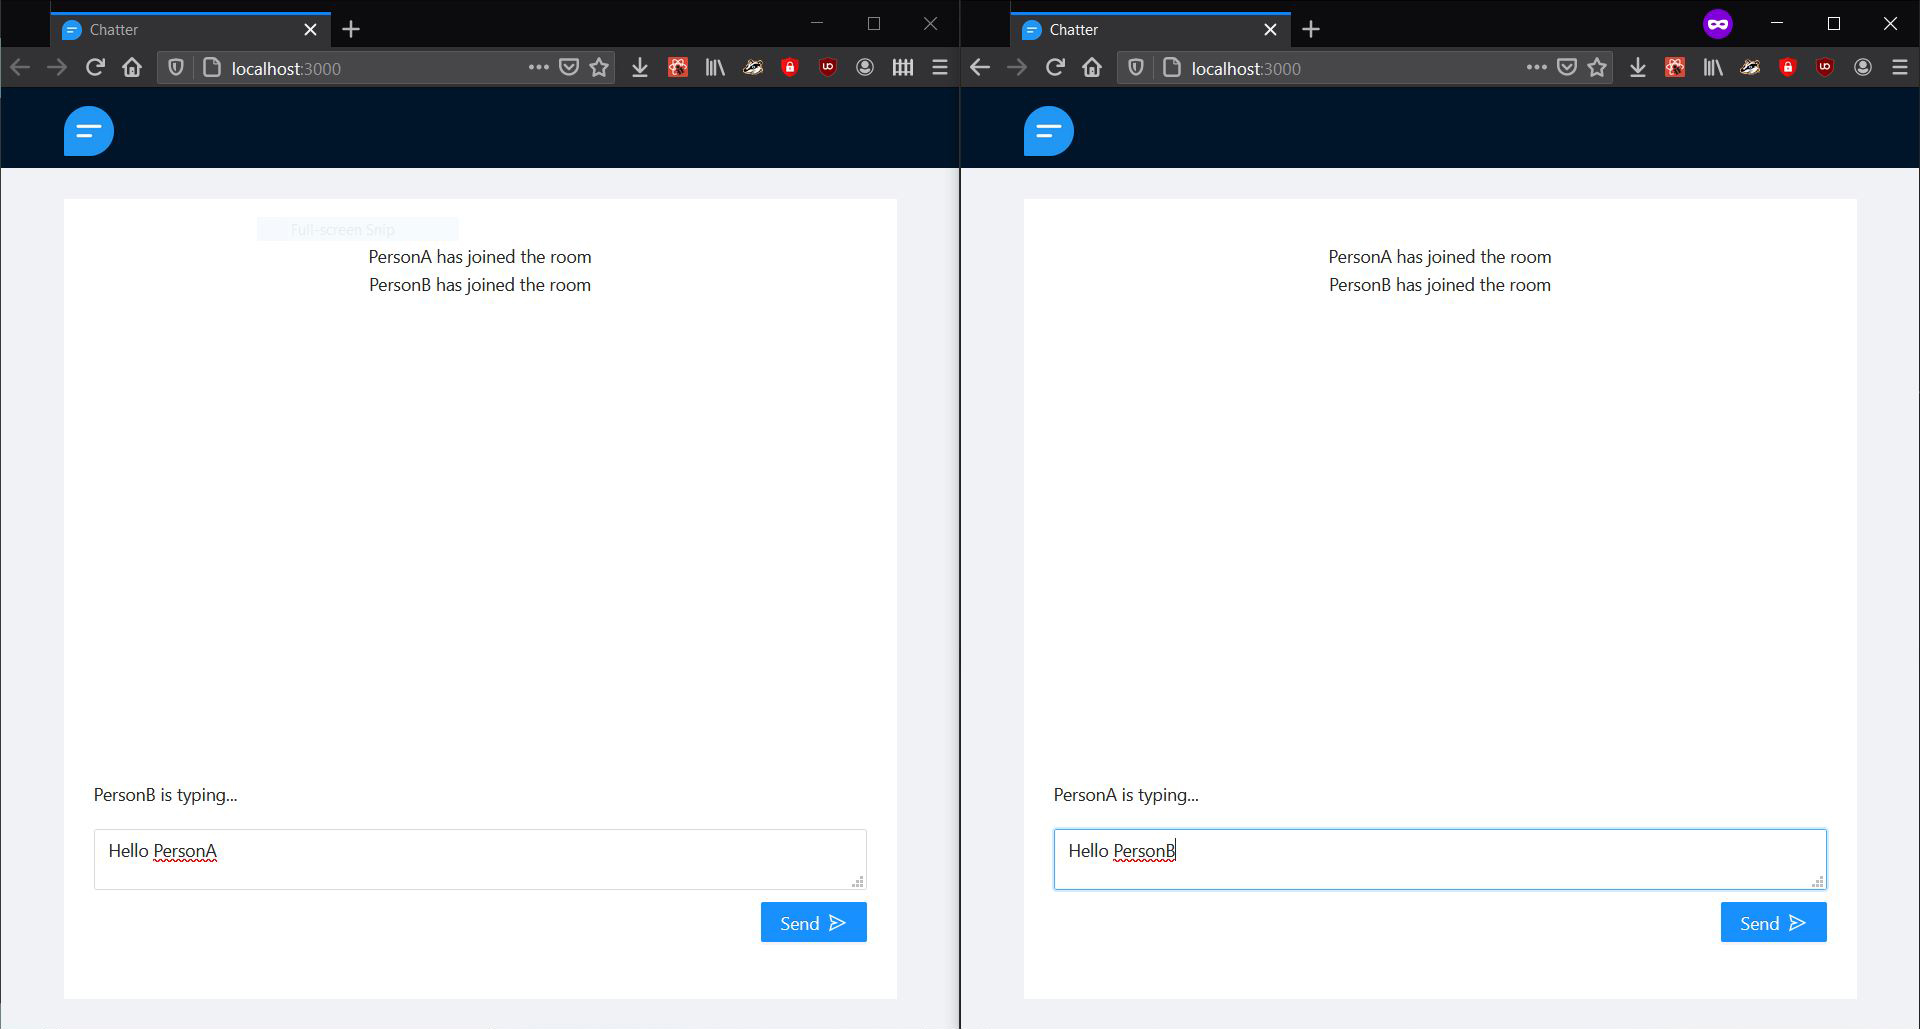 Chatter
localhost:3000
Full-screen Snip
PersonA has joined the room
PersonB has joined the room
PersonB is typing...
Hello PersonA
Send
Chatter
localhost:3000
PersonA has joined the room
PersonB has joined the room
PersonA is typing...
Hello PersonB
Send